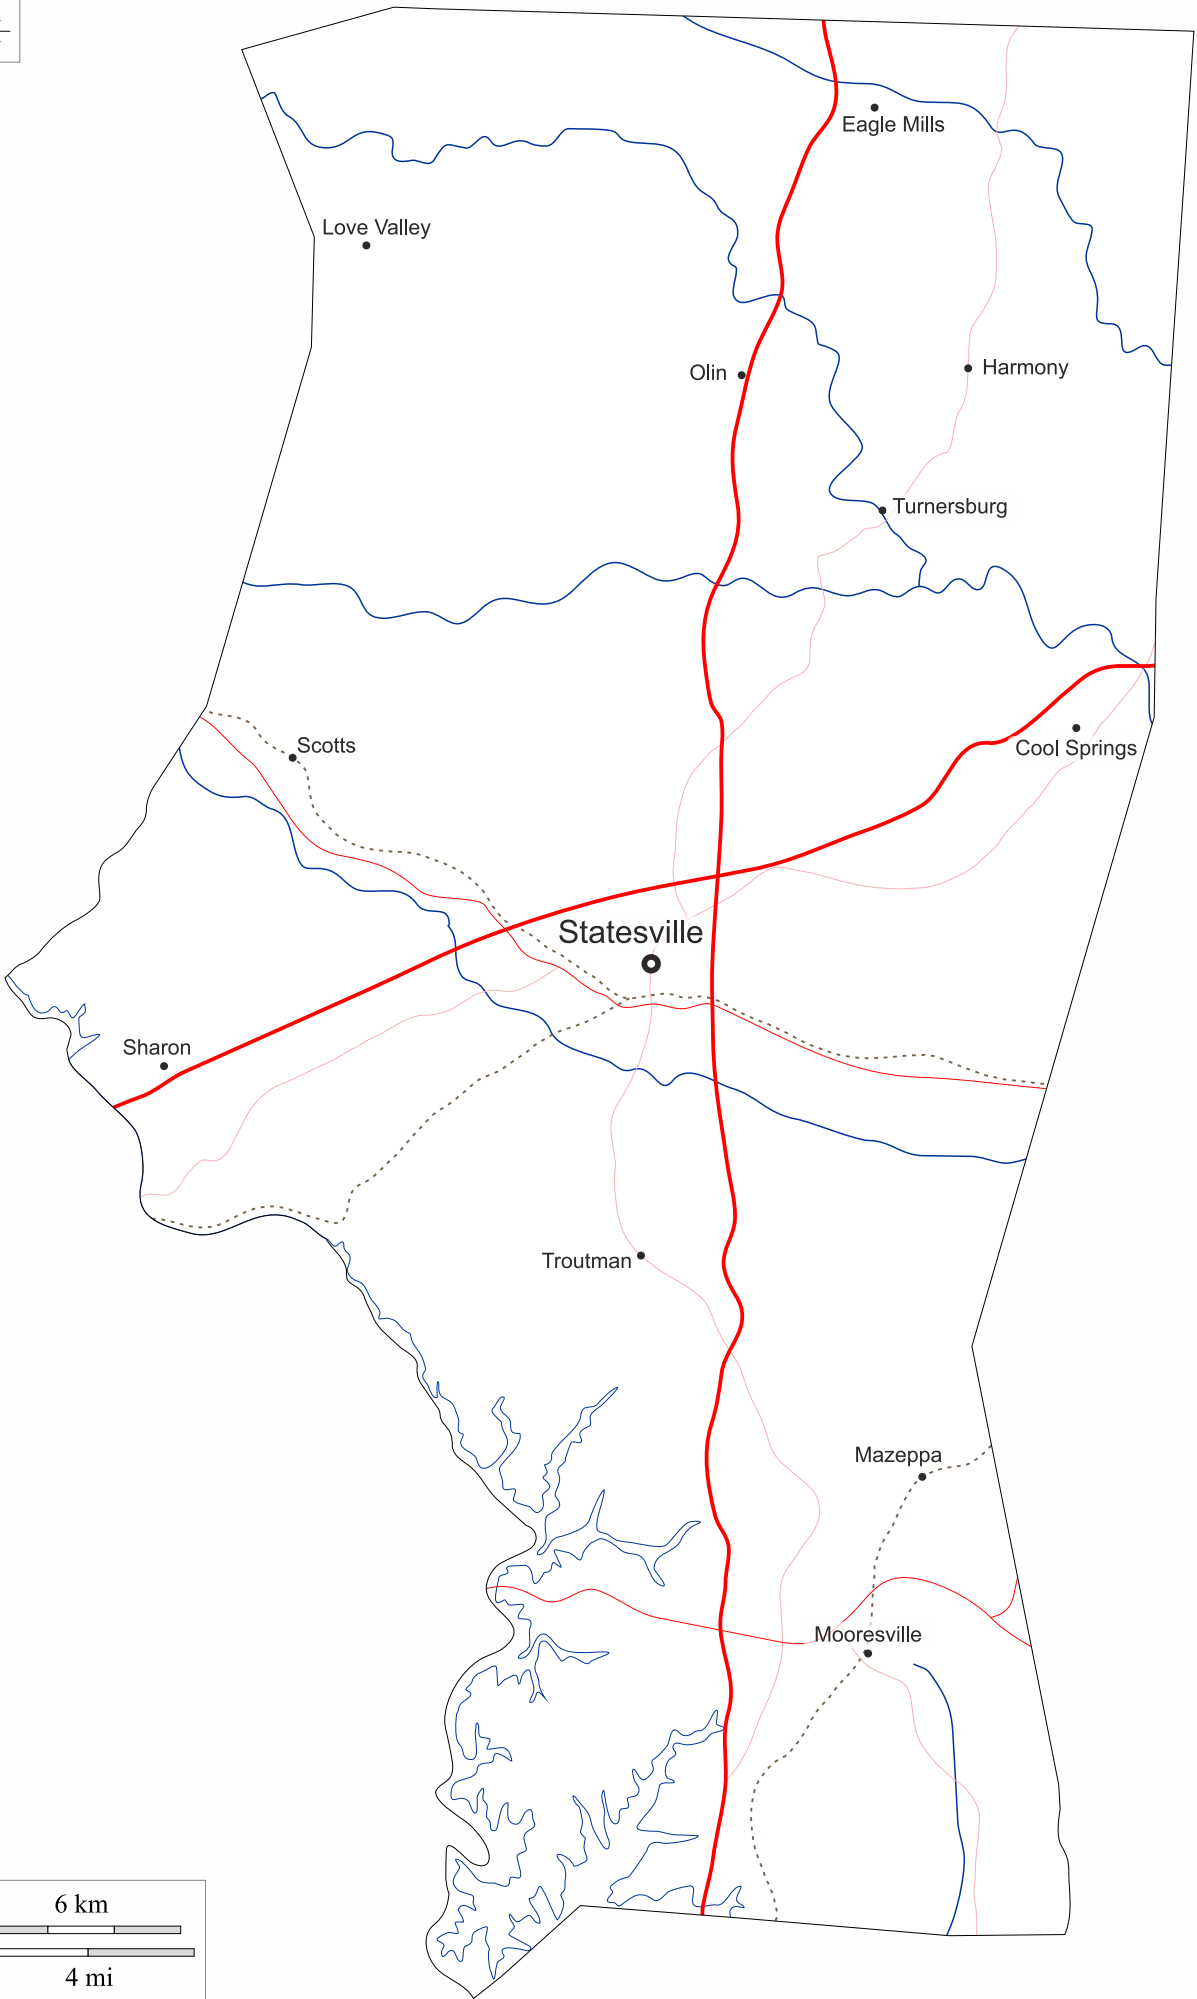 Eagle Mills
Love Valley
Olin
Harmony
Turnersburg
Scotts
Cool Springs
Statesville
Sharon
Troutman
Mazeppa
Mooresville
6 km
4 mi